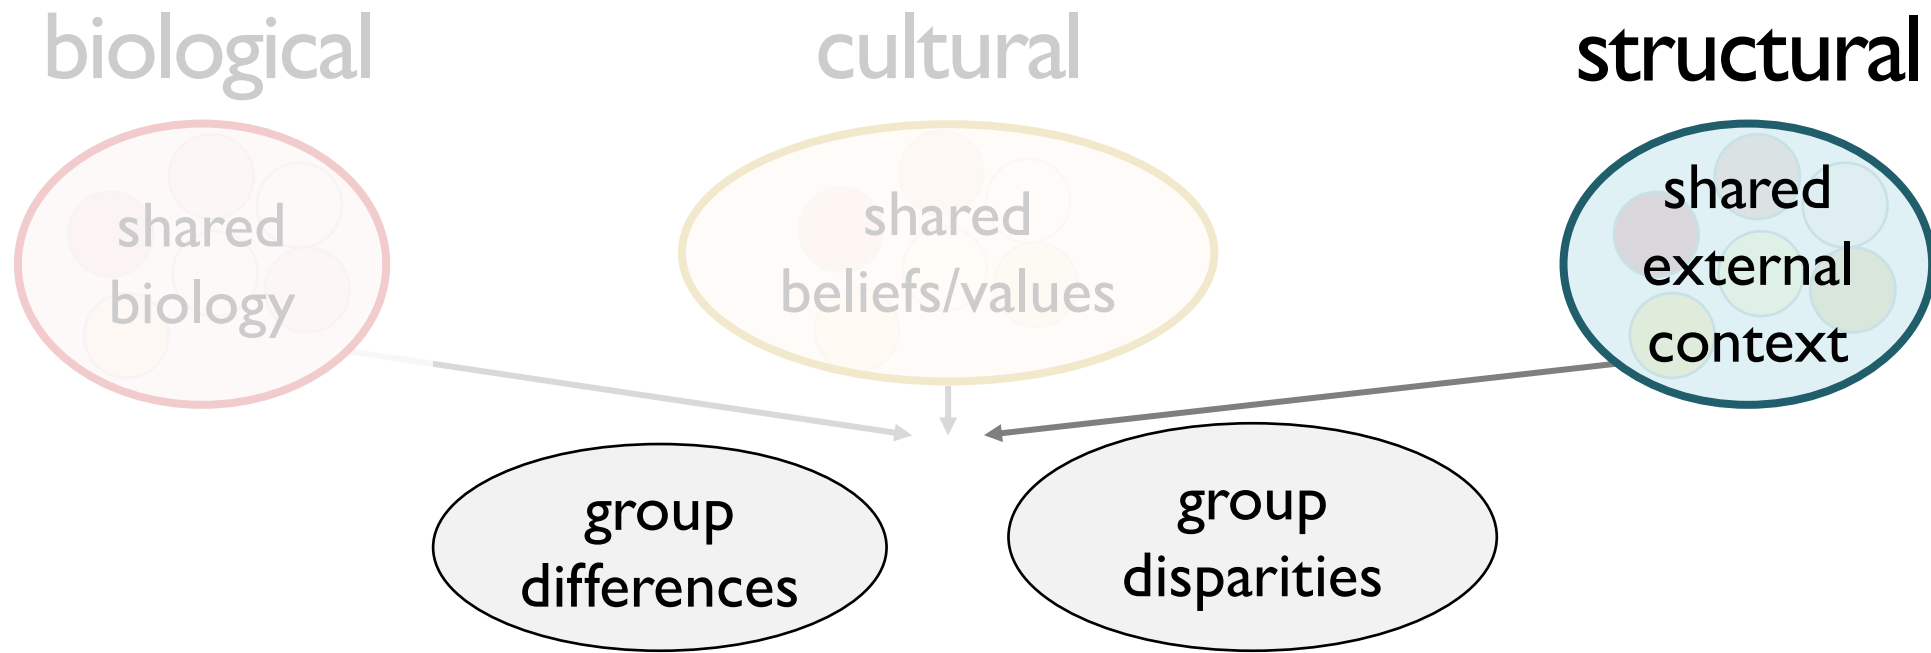 biological
cultural
structural
shared
biology
shared
beliefs/values
shared
external
context
group
differences
group
disparities